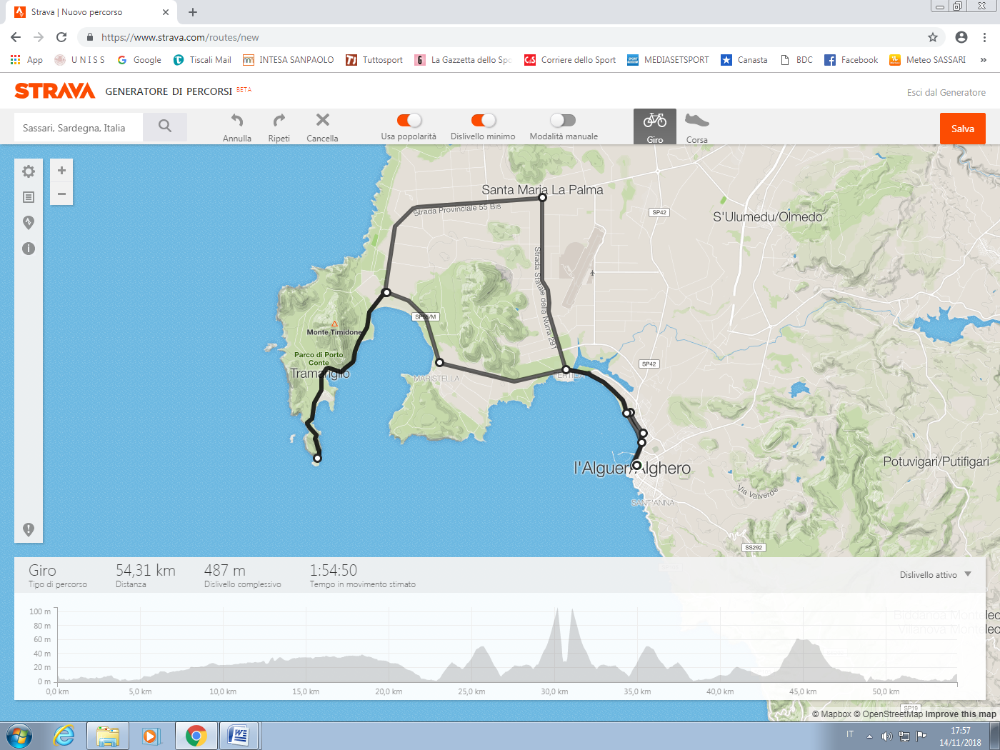 Strava | Nuovo percorso
https://www.strava.com/routes/new
App
U N I S S
Google
Tiscali Mail
INTESA SANPAOLO
Tuttosport
La Gazzetta dello Spo
Corriere dello Sport
MEDIASETSPORT
Canasta
BDC
Facebook
Meteo SASSARI
»
STRAVA
GENERATORE DI PERCORSI BETA
Esci dal Generatore
Sassari, Sardegna, Italia
Annulla
Ripeti
Cancella
Usa popolarità
Dislivello minimo
Modalità manuale
Giro
Corsa
Salva
Santa Maria La Palma
Strada Provinciale 55 Bis
SP42
S'Ulumedu/Olmedo
Strada Statale della Nurra 291
SP55/M
Monte Timidone
Parco di Porto
Conte
Tramariglio
MARISTELLA
FERTILIA
SP42
l'Alguer/Alghero
Potuvigari/Putifigari
Via Valverde
SANT'ANNA
SS292
Giro
Tipo di percorso
54,31 km
Distanza
487 m
Dislivello complessivo
1:54:50
Tempo in movimento stimato
Dislivello attivo
100 m
80 m
60 m
40 m
20 m
0 m
0,0 km
5,0 km
10,0 km
15,0 km
20,0 km
25,0 km
30,0 km
35,0 km
40,0 km
45,0 km
50,0 km
SP19
© Mapbox © OpenStreetMap Improve this map
IT
17:57
14/11/2018